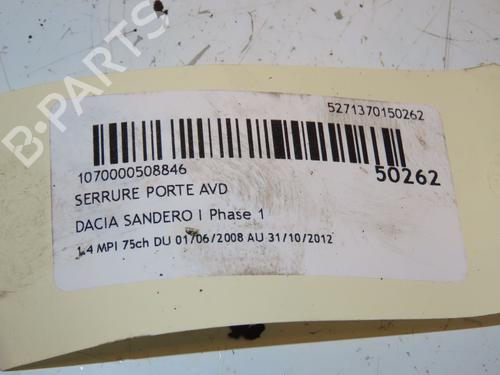 B-PARTS
5271370150262
1070000508846
50262
SERRURE PORTE AVD
DACIA SANDERO I Phase 1
1.4 MPI 75ch DU 01/06/2008 AU 31/10/2012